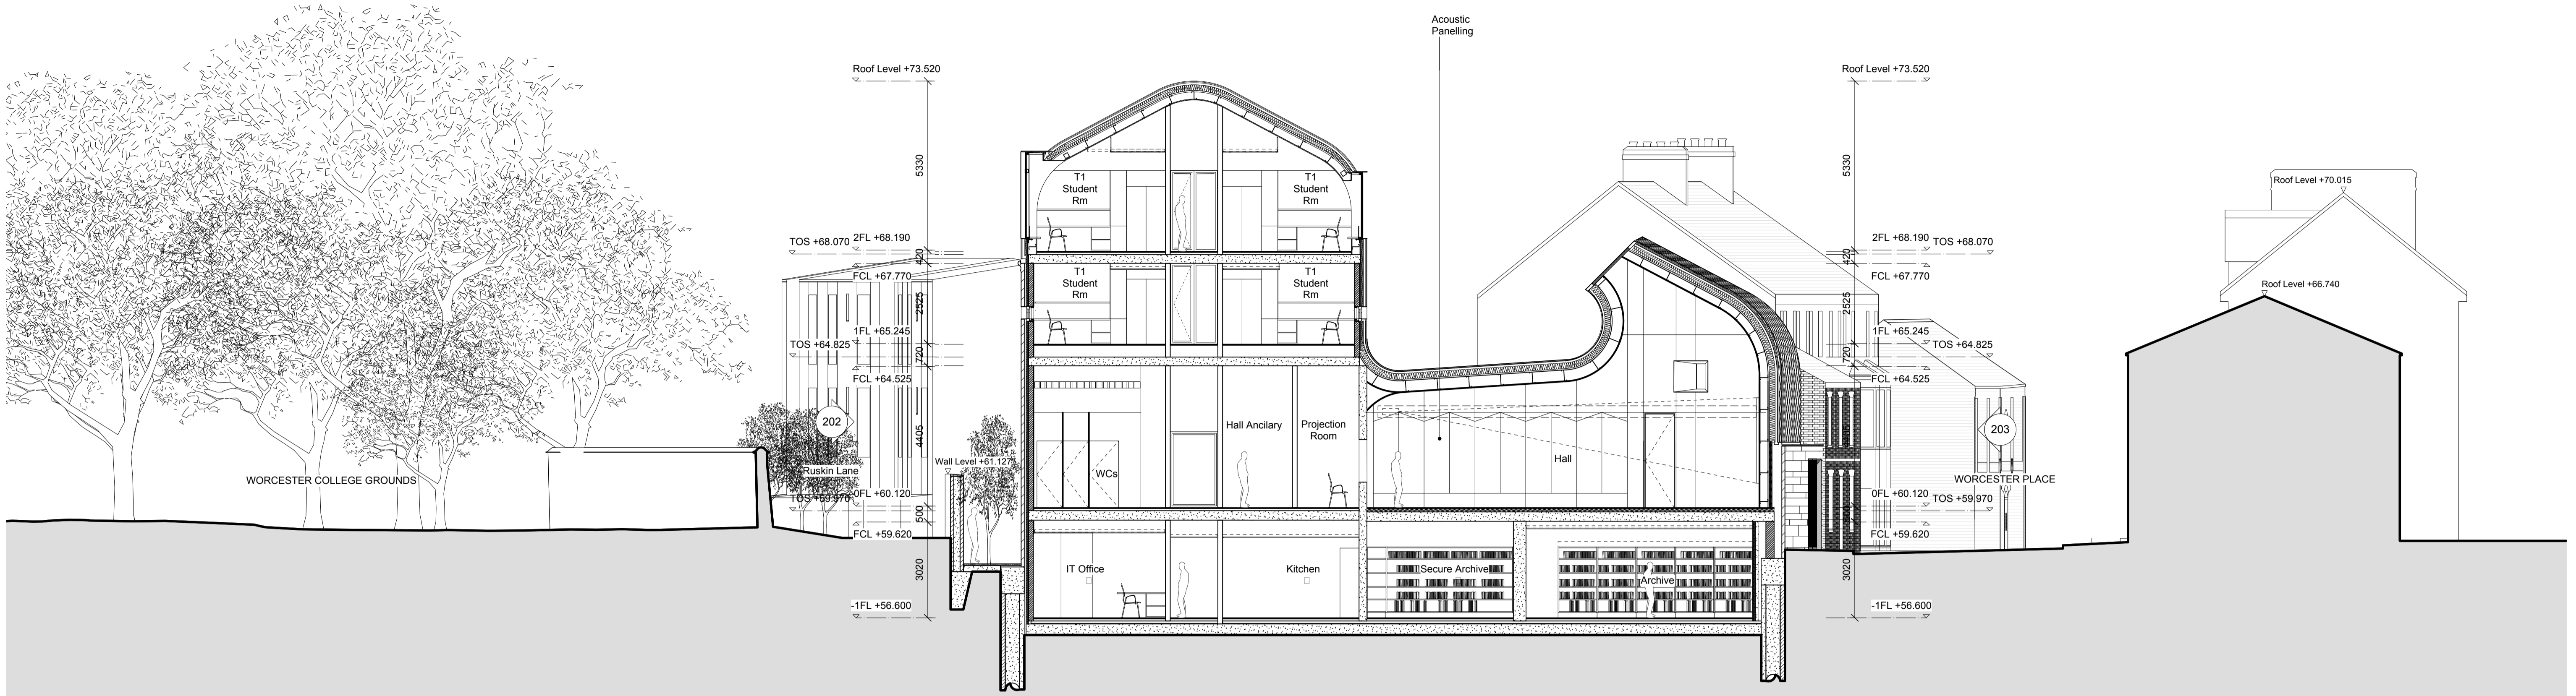 Acoustic
Panelling
Roof Level +73.520
5330
TOS +68.070
2FL +68.190
420
FCL +67.770
2525
1FL +65.245
TOS +64.825
720
FCL +64.525
202
4405
Ruskin Lane
Wall Level +61.127
TOS +59.970
0FL +60.120
500
FCL +59.620
3020
-1FL +56.600
WORCESTER COLLEGE GROUNDS
T1
Student
Rm
T1
Student
Rm
T1
Student
Rm
T1
Student
Rm
WCs
Hall Ancilary
Projection
Room
Hall
IT Office
Kitchen
Secure Archive
Archive
Roof Level +73.520
5330
2FL +68.190
TOS +68.070
420
FCL +67.770
2525
1FL +65.245
TOS +64.825
720
FCL +64.525
203
4405
WORCESTER PLACE
0FL +60.120
TOS +59.970
500
FCL +59.620
3020
-1FL +56.600
Roof Level +70.015
Roof Level +66.740